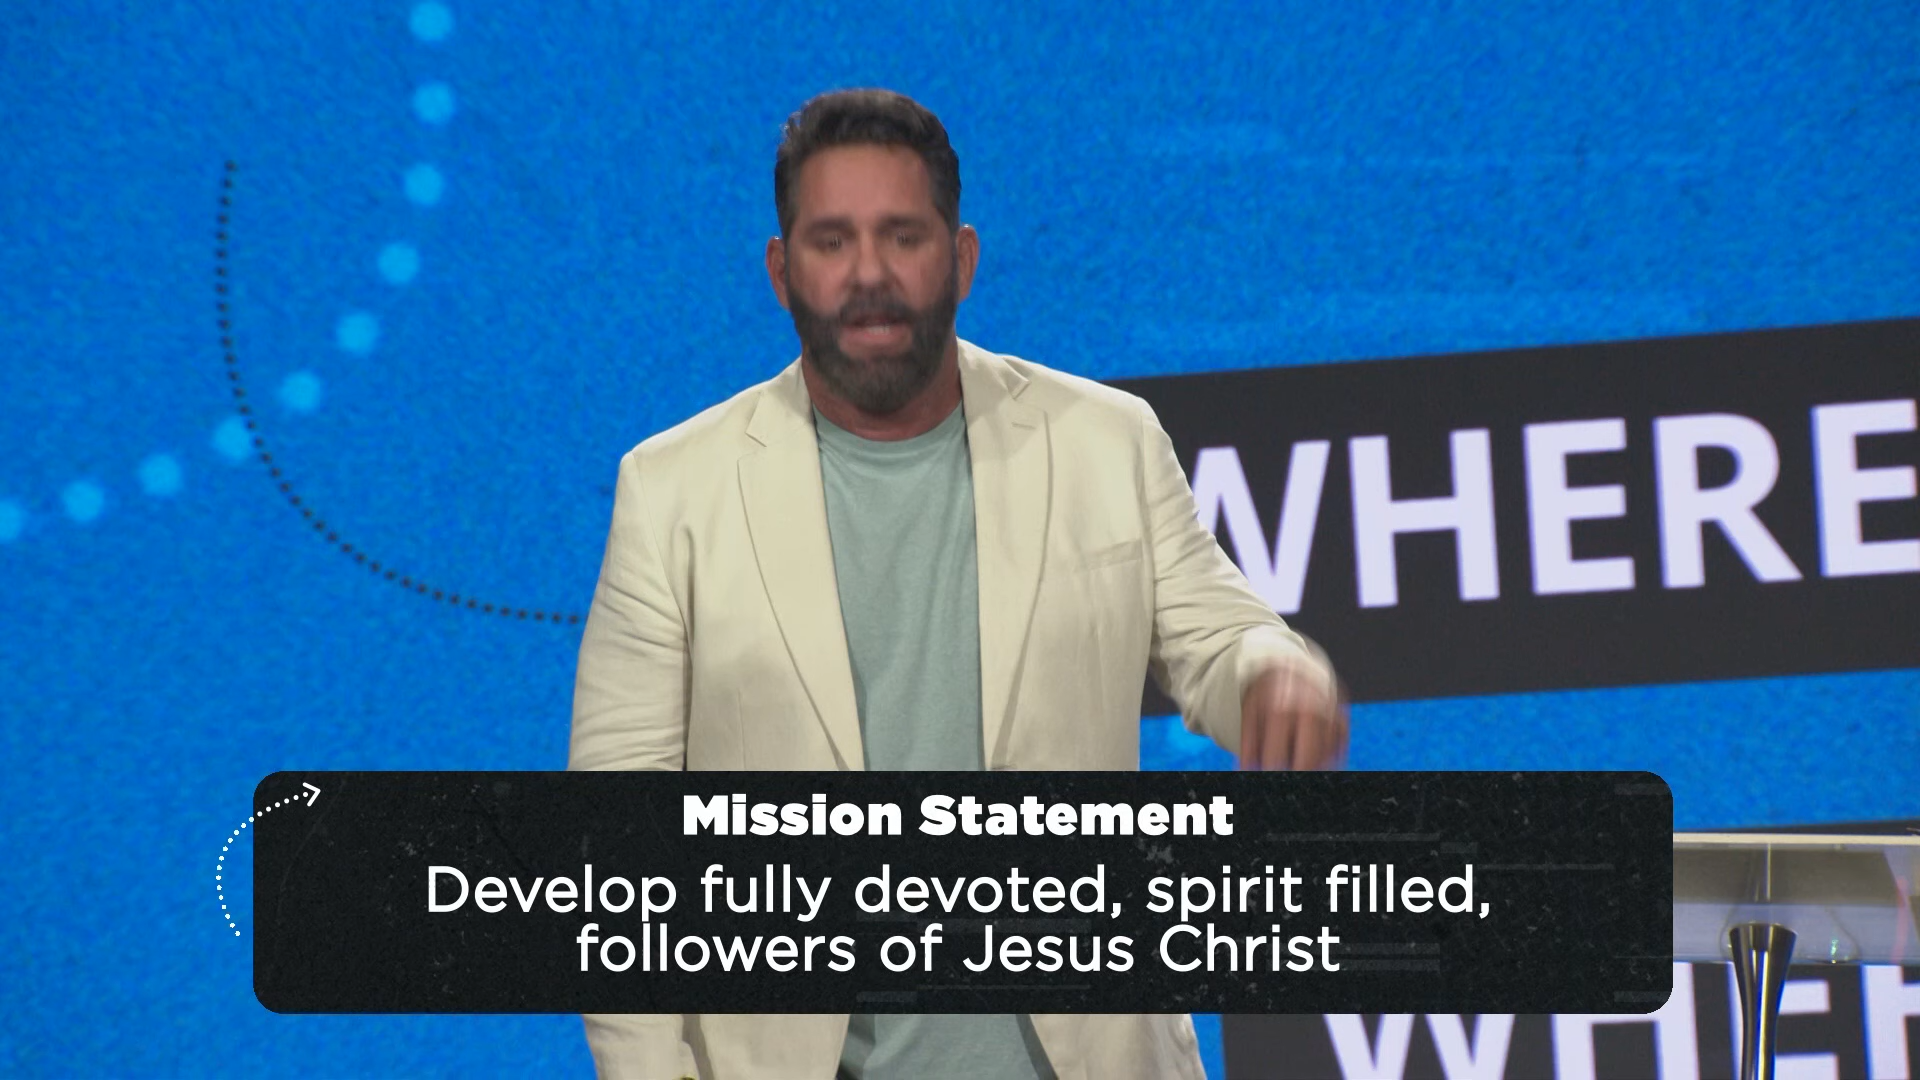 WHERE
Mission Statement
Develop fully devoted, spirit filled,
followers of Jesus Christ